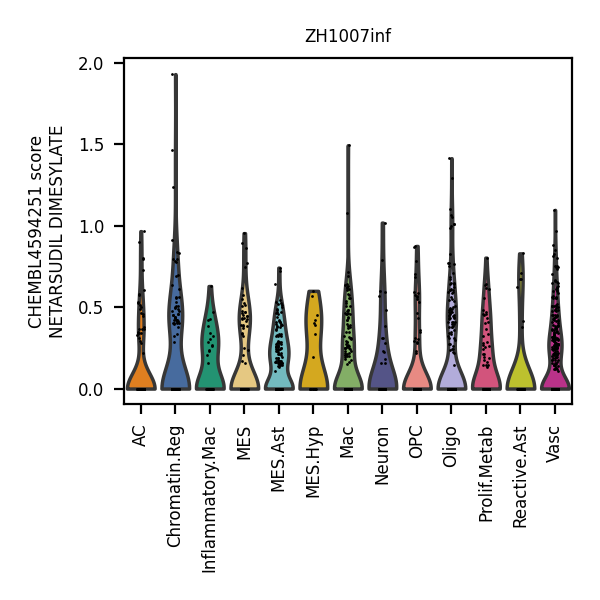 ZH1007inf
CHEMBL4594251 score
NETARSUDIL DIMESYLATE
2.0
1.5
1.0
0.5
0.0
AC
Chromatin.Reg
Inflammatory.Mac
MES
MES.Ast
MES.Hyp
Mac
Neuron
OPC
Oligo
Prolif.Metab
Reactive.Ast
Vasc